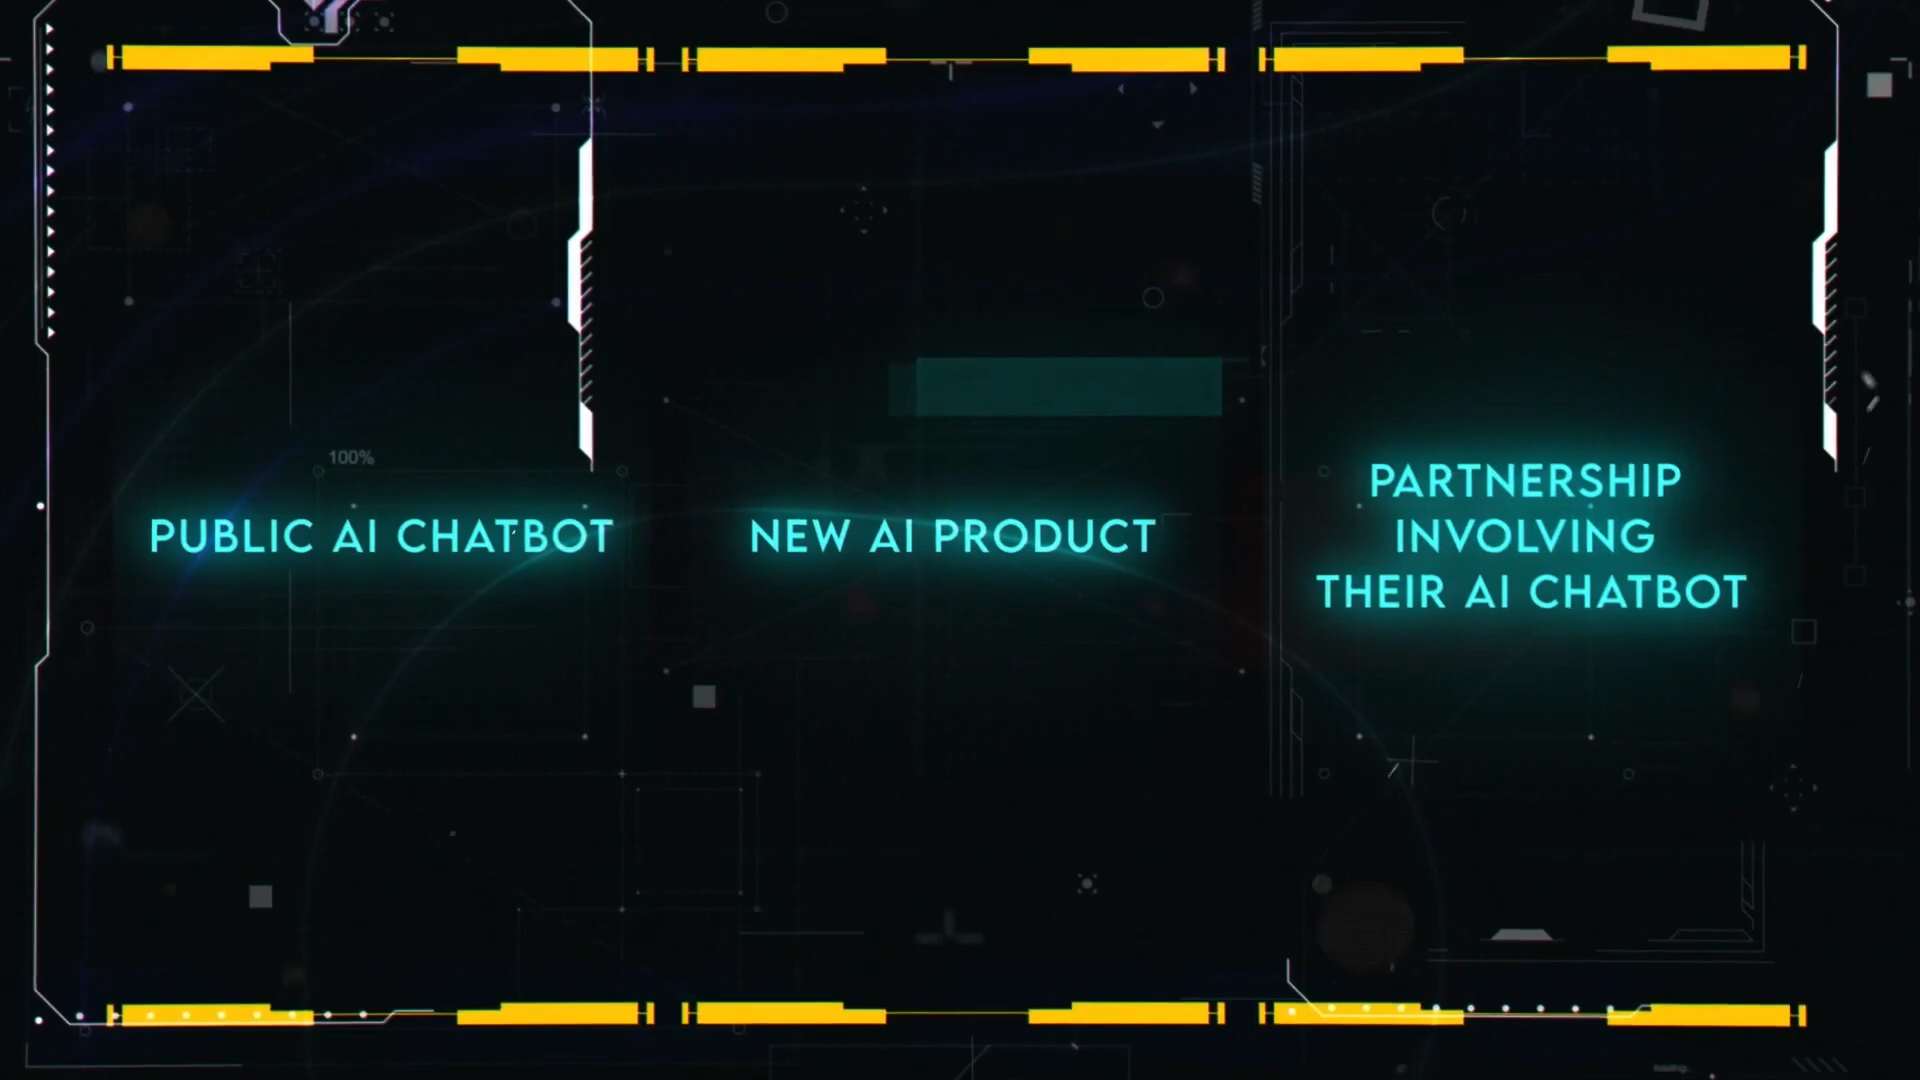 100%
PUBLIC AI CHATBOT
NEW AI PRODUCT
PARTNERSHIP
INVOLVING
THEIR AI CHATBOT